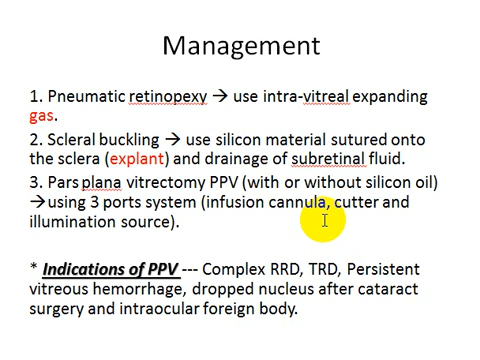 Management
1. Pneumatic retinopexy → use intra-vitreal expanding
gas.
2. Scleral buckling → use silicon material sutured onto
the sclera (explant) and drainage of subretinal fluid.
3. Pars plana vitrectomy PPV (with or without silicon oil)
→using 3 ports system (infusion cannula, cutter and
illumination source).
* Indications of PPV --- Complex RRD, TRD, Persistent
vitreous hemorrhage, dropped nucleus after cataract
surgery and intraocular foreign body.